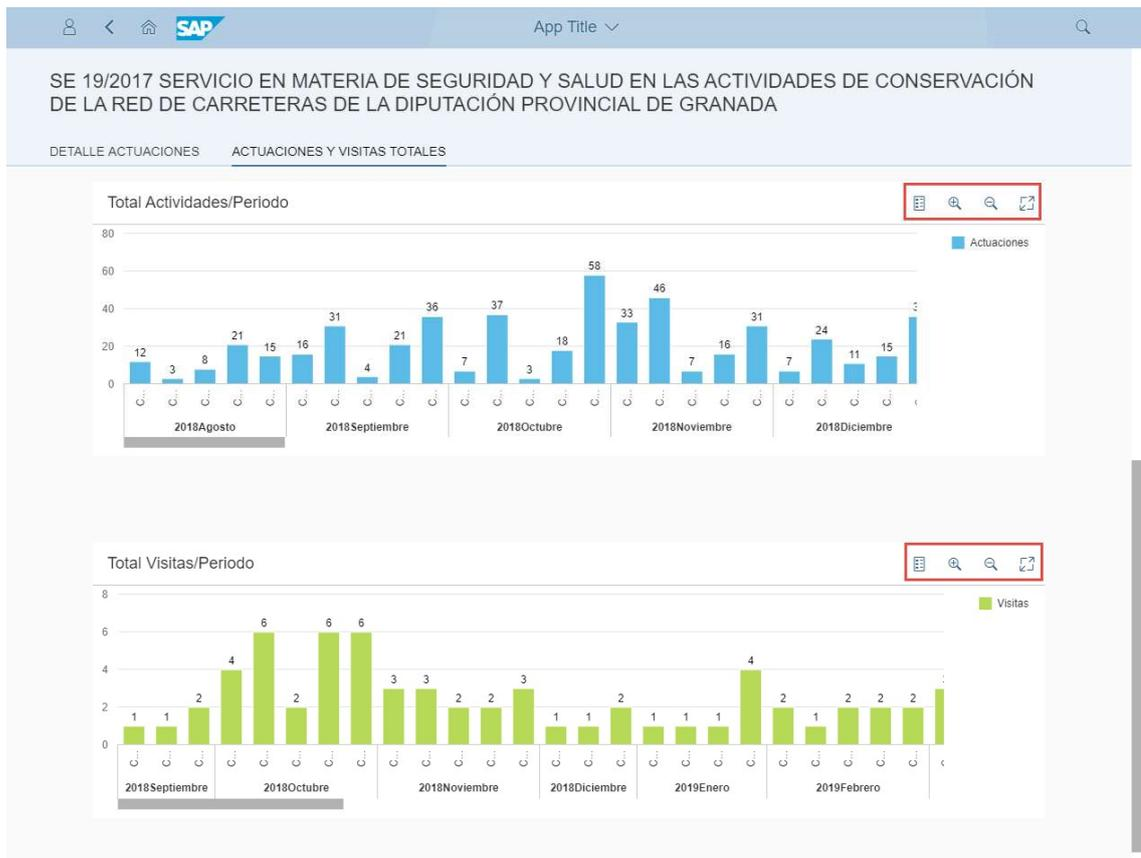 SAP
App Title
SE 19/2017 SERVICIO EN MATERIA DE SEGURIDAD Y SALUD EN LAS ACTIVIDADES DE CONSERVACIÓN
DE LA RED DE CARRETERAS DE LA DIPUTACIÓN PROVINCIAL DE GRANADA
DETALLE ACTUACIONES ACTUACIONES Y VISITAS TOTALES
Total Actividades/Periodo
Actuaciones
80
60
40
20
0
12 3 8 21 15 16 31 4 21 36 7 37 3 18 58 33 46 7 16 31 7 24 11 15
C... C... C... C... C... C... C... C... C... C... C... C... C... C... C... C... C... C... C... C... C... C... C... C...
2018Agosto 2018Septiembre 2018Octubre 2018Noviembre 2018Diciembre
Total Visitas/Periodo
Visitas
8
6
4
2
0
1 1 2 4 6 2 6 6 3 3 2 2 3 1 1 2 1 1 1 4 2 1 2 2 2
C... C... C... C... C... C... C... C... C... C... C... C... C... C... C... C... C... C... C... C... C... C... C... C... C...
2018Septiembre 2018Octubre 2018Noviembre 2018Diciembre 2019Enero 2019Febrero